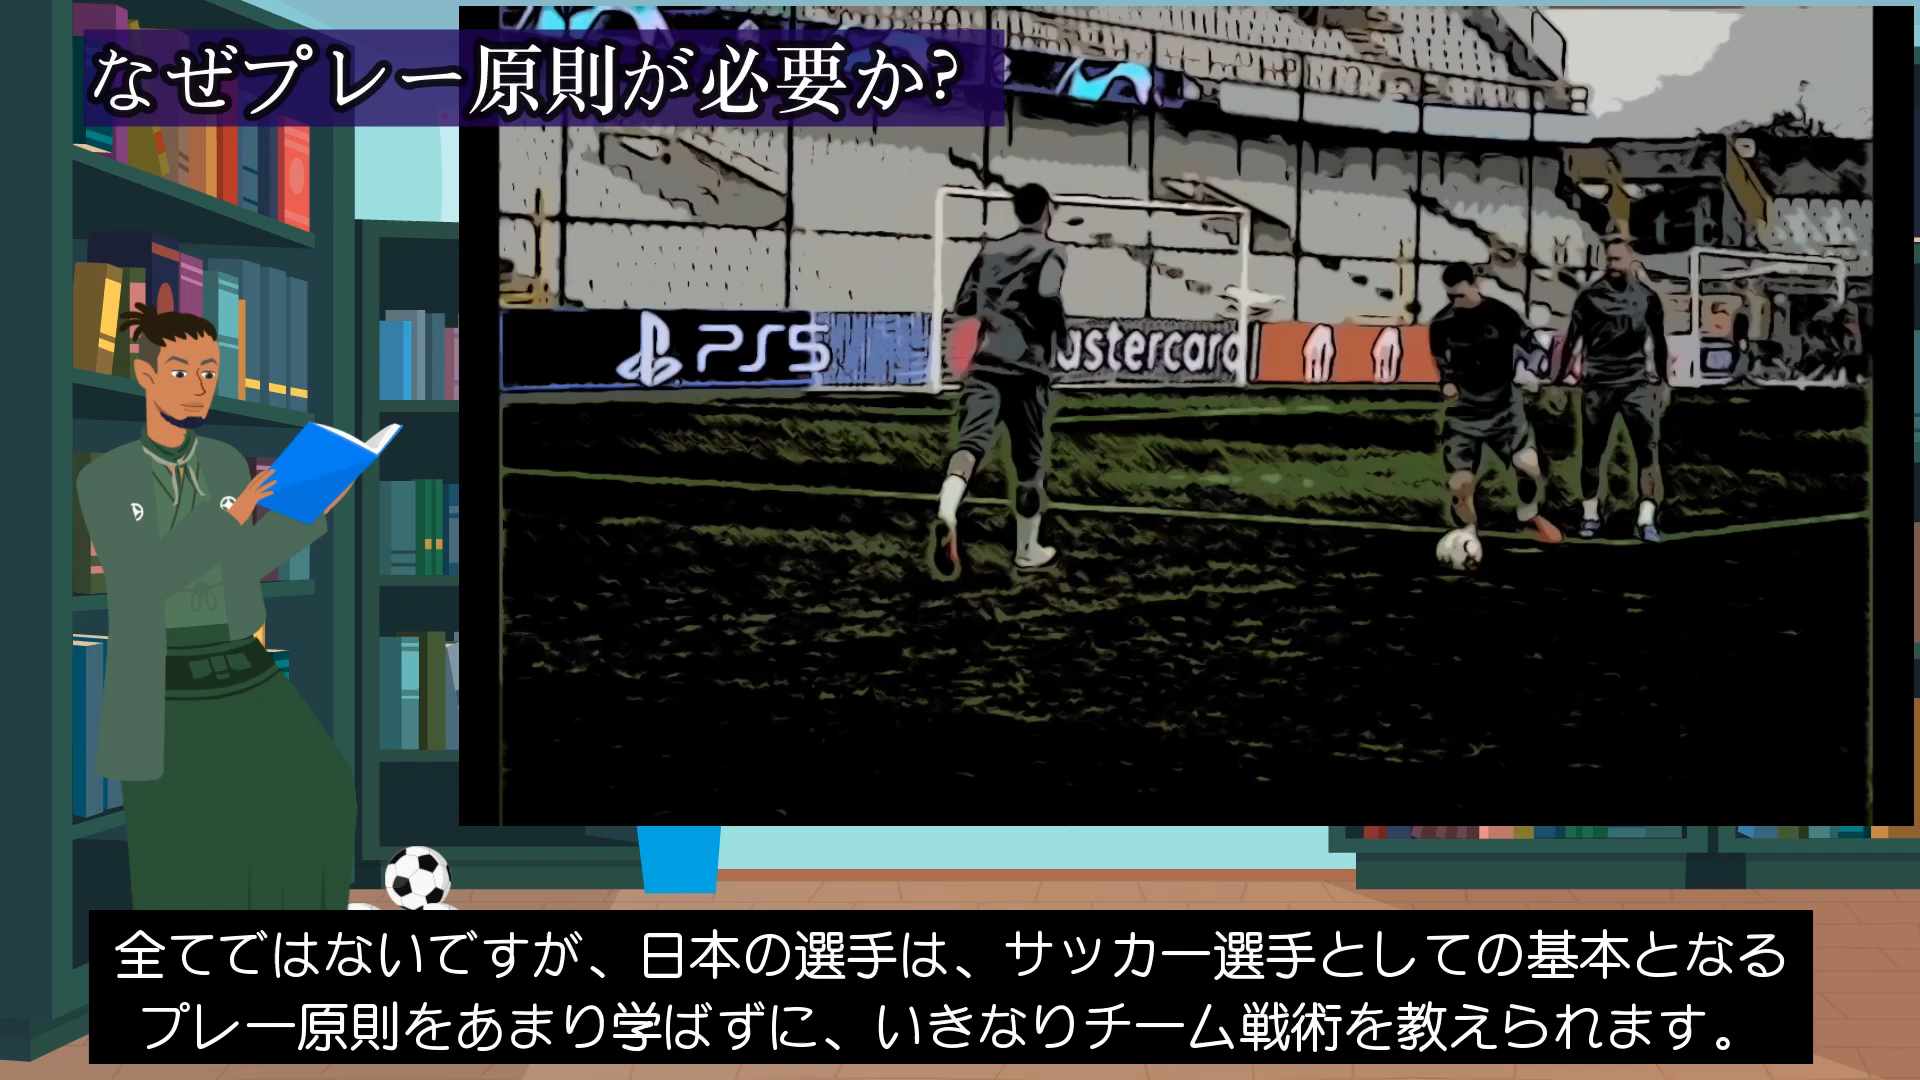 なぜプレー原則が必要か?
PS5
mastercard
全てではないですが、日本の選手は、サッカー選手としての基本となる
プレー原則をあまり学ばずに、いきなりチーム戦術を教えられます。